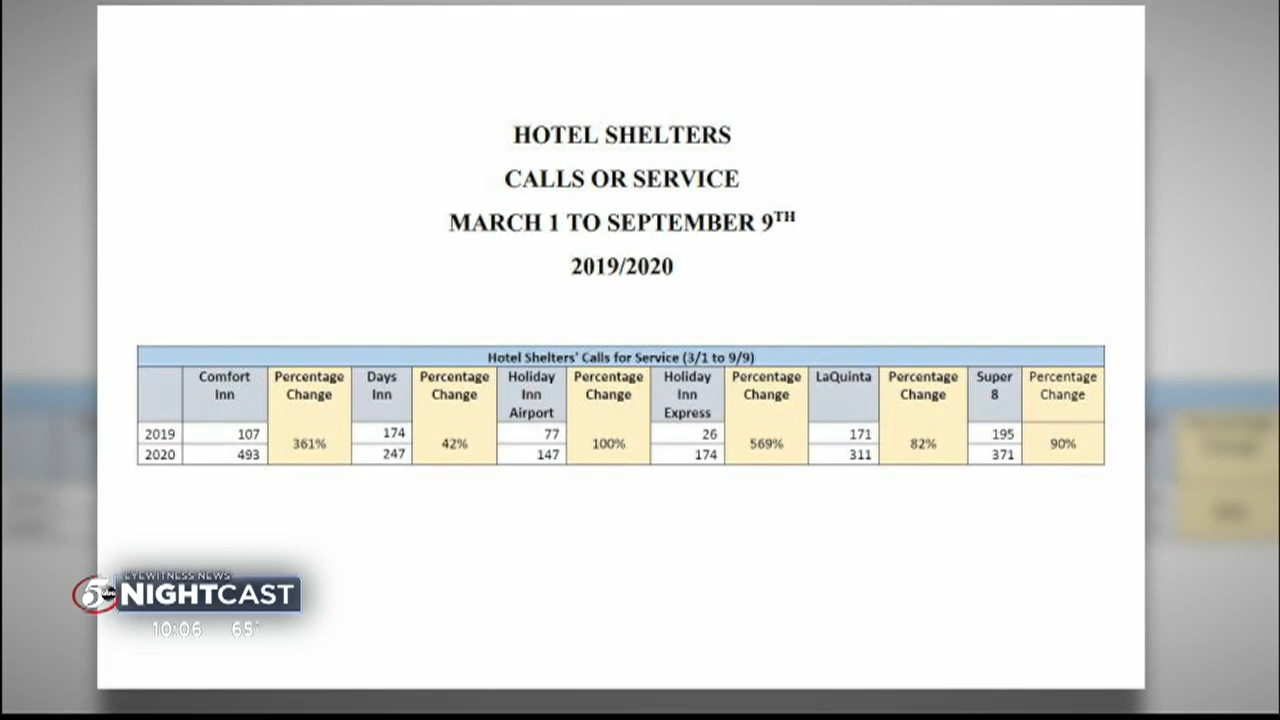 HOTEL SHELTERS
CALLS OR SERVICE
MARCH 1 TO SEPTEMBER 9TH
2019/2020
Hotel Shelters' Calls for Service (3/1 to 9/9)
Comfort Inn Percentage Change Days Inn Percentage Change Holiday Inn Airport Percentage Change Holiday Inn Express Percentage Change LaQuinta Percentage Change Super 8 Percentage Change
2019 107 174 77 26 171 195
361% 42% 100% 569% 82% 90%
2020 493 247 147 174 311 371
EYEWITNESS NEWS
5 abc NIGHTCAST
10:06 65°